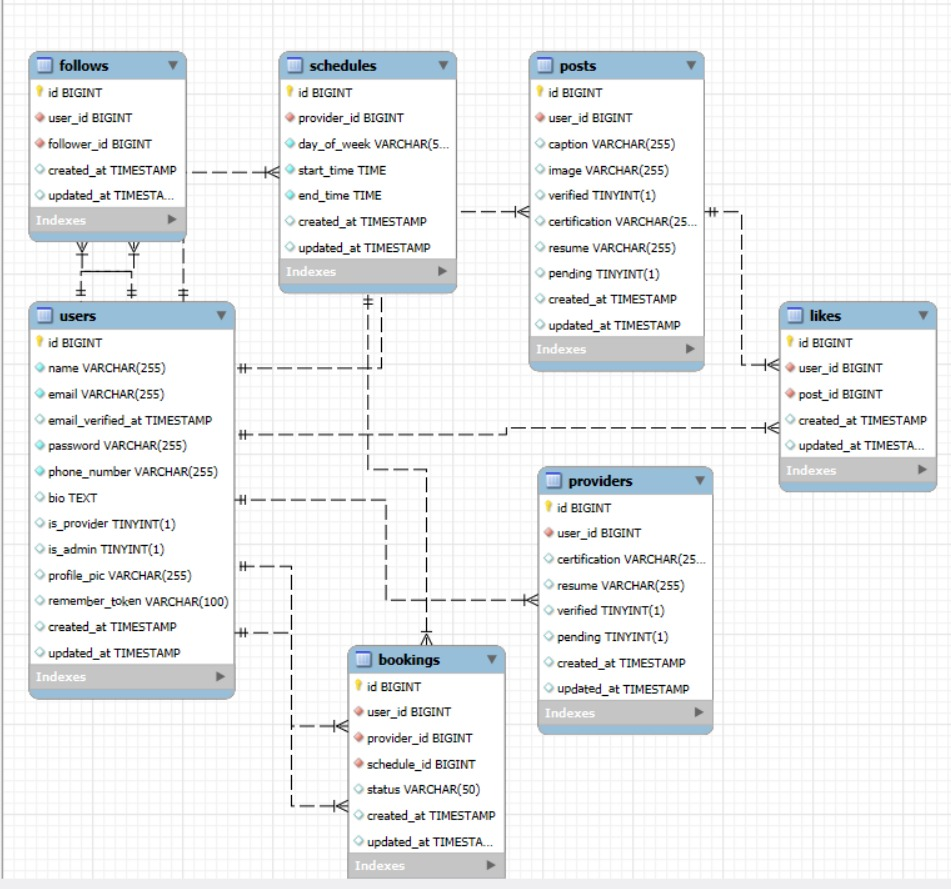 follows
id BIGINT
user_id BIGINT
follower_id BIGINT
created_at TIMESTAMP
updated_at TIMESTA...
Indexes
schedules
id BIGINT
provider_id BIGINT
day_of_week VARCHAR(5...
start_time TIME
end_time TIME
created_at TIMESTAMP
updated_at TIMESTAMP
Indexes
posts
id BIGINT
user_id BIGINT
caption VARCHAR(255)
image VARCHAR(255)
verified TINYINT(1)
certification VARCHAR(25...
resume VARCHAR(255)
pending TINYINT(1)
created_at TIMESTAMP
updated_at TIMESTAMP
Indexes
users
id BIGINT
name VARCHAR(255)
email VARCHAR(255)
email_verified_at TIMESTAMP
password VARCHAR(255)
phone_number VARCHAR(255)
bio TEXT
is_provider TINYINT(1)
is_admin TINYINT(1)
profile_pic VARCHAR(255)
remember_token VARCHAR(100)
created_at TIMESTAMP
updated_at TIMESTAMP
Indexes
likes
id BIGINT
user_id BIGINT
post_id BIGINT
created_at TIMESTAMP
updated_at TIMESTA...
Indexes
providers
id BIGINT
user_id BIGINT
certification VARCHAR(25...
resume VARCHAR(255)
verified TINYINT(1)
pending TINYINT(1)
created_at TIMESTAMP
updated_at TIMESTAMP
Indexes
bookings
id BIGINT
user_id BIGINT
provider_id BIGINT
schedule_id BIGINT
status VARCHAR(50)
created_at TIMESTAMP
updated_at TIMESTA...
Indexes